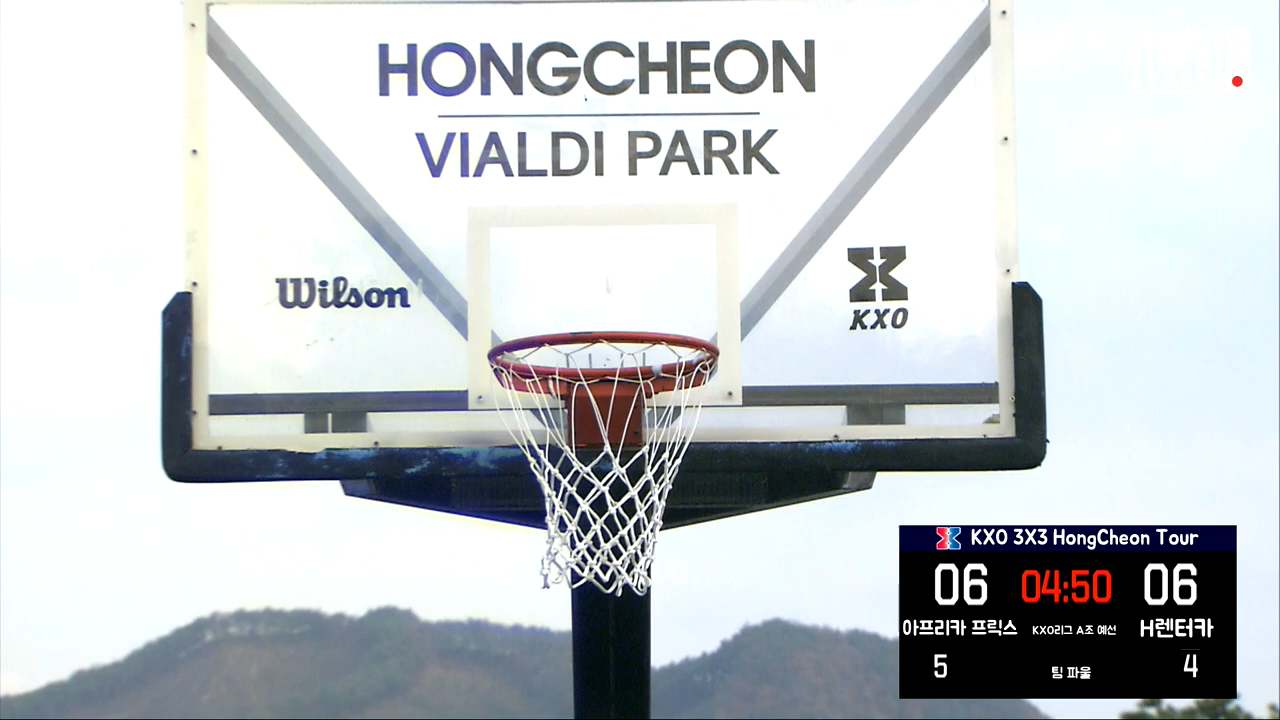 HONGCHEON
VIALDI PARK
Wilson
KXO
KXO 3X3 HongCheon Tour
06 04:50 06
아프리카 프릭스 KXO리그 A조 예선 H렌터카
5 팀 파울 4